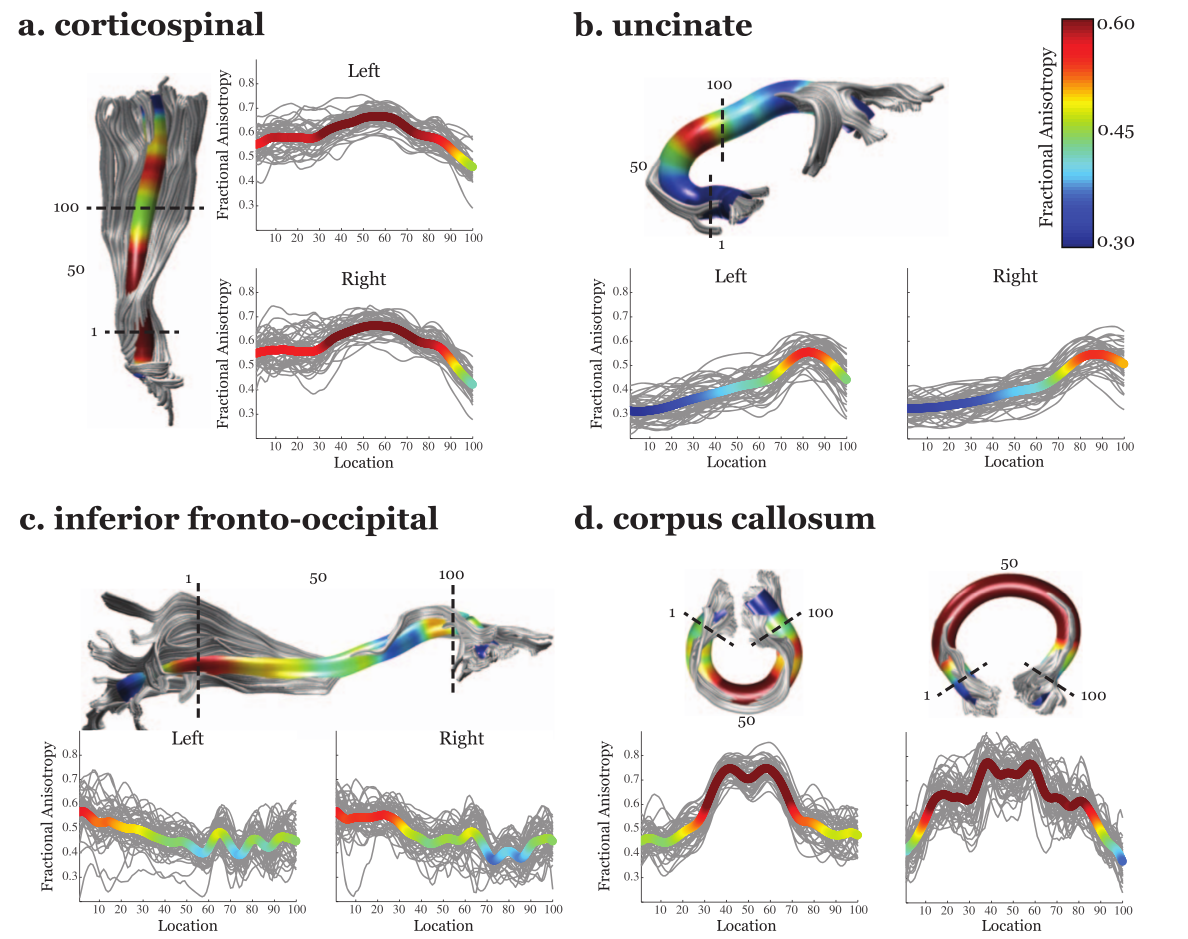 a. corticospinal
100
50
1
Left
Fractional Anisotropy
0.8
0.7
0.6
0.5
0.4
0.3
10 20 30 40 50 60 70 80 90 100
Right
Fractional Anisotropy
0.8
0.7
0.6
0.5
0.4
0.3
10 20 30 40 50 60 70 80 90 100
Location
b. uncinate
100
50
1
Fractional Anisotropy
0.60
0.45
0.30
Left
Fractional Anisotropy
0.8
0.7
0.6
0.5
0.4
0.3
10 20 30 40 50 60 70 80 90 100
Location
Right
10 20 30 40 50 60 70 80 90 100
Location
c. inferior fronto-occipital
1 50 100
Left
Fractional Anisotropy
0.8
0.7
0.6
0.5
0.4
0.3
10 20 30 40 50 60 70 80 90 100
Location
Right
10 20 30 40 50 60 70 80 90 100
Location
d. corpus callosum
1 100
50
50
1 100
Fractional Anisotropy
0.8
0.7
0.6
0.5
0.4
0.3
10 20 30 40 50 60 70 80 90 100
Location
10 20 30 40 50 60 70 80 90 100
Location